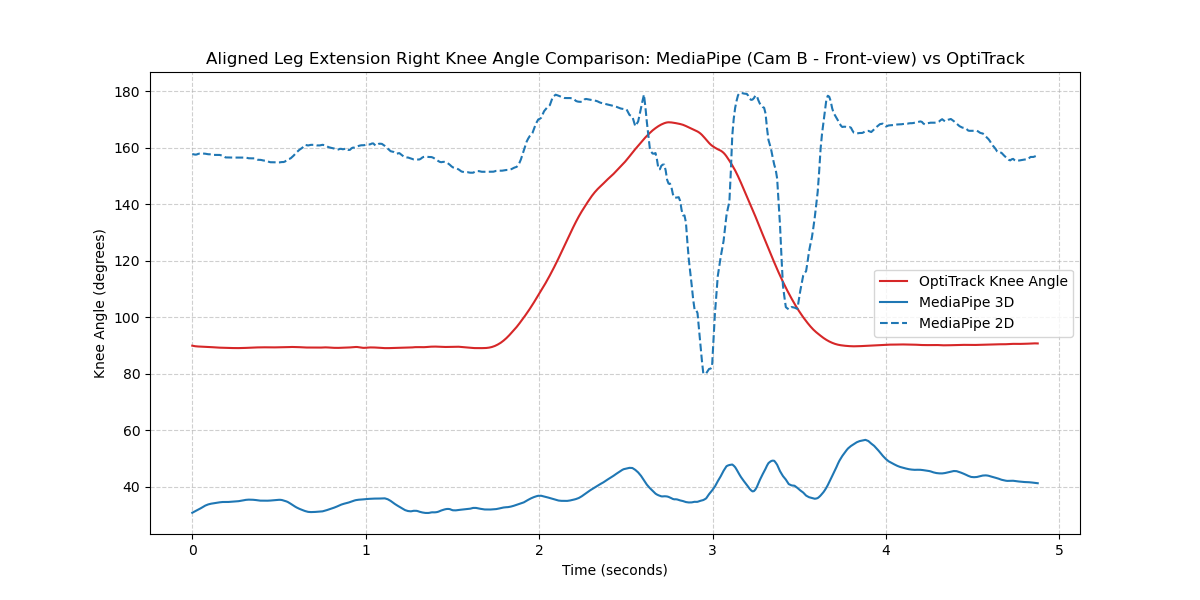 Aligned Leg Extension Right Knee Angle Comparison: MediaPipe (Cam B - Front-view) vs OptiTrack
Knee Angle (degrees)
180
160
140
120
100
80
60
40
OptiTrack Knee Angle
MediaPipe 3D
MediaPipe 2D
0 1 2 3 4 5
Time (seconds)